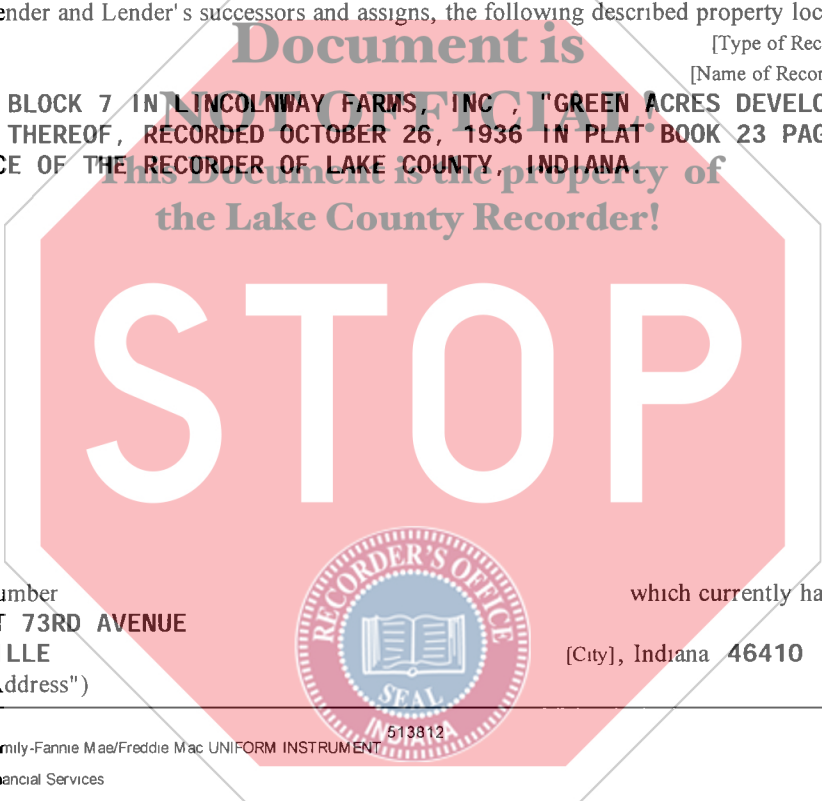 ender and Lender's successors and assigns, the following described property loc
Document is
[Type of Rec
[Name of Recor
NOT OFFICIAL!
BLOCK 7 IN LINCOLNWAY FARMS, INC , "GREEN ACRES DEVELO
THEREOF, RECORDED OCTOBER 26, 1936 IN PLAT BOOK 23 PAG
CE OF THE RECORDER OF LAKE COUNTY, INDIANA.
This Document is the property of
the Lake County Recorder!
STOP
umber
which currently ha
T 73RD AVENUE
LLE
[City], Indiana 46410
Address")
RECORDER'S OFFICE
SEAL
INDIANA
513812
mily-Fannie Mae/Freddie Mac UNIFORM INSTRUMENT
ancial Services